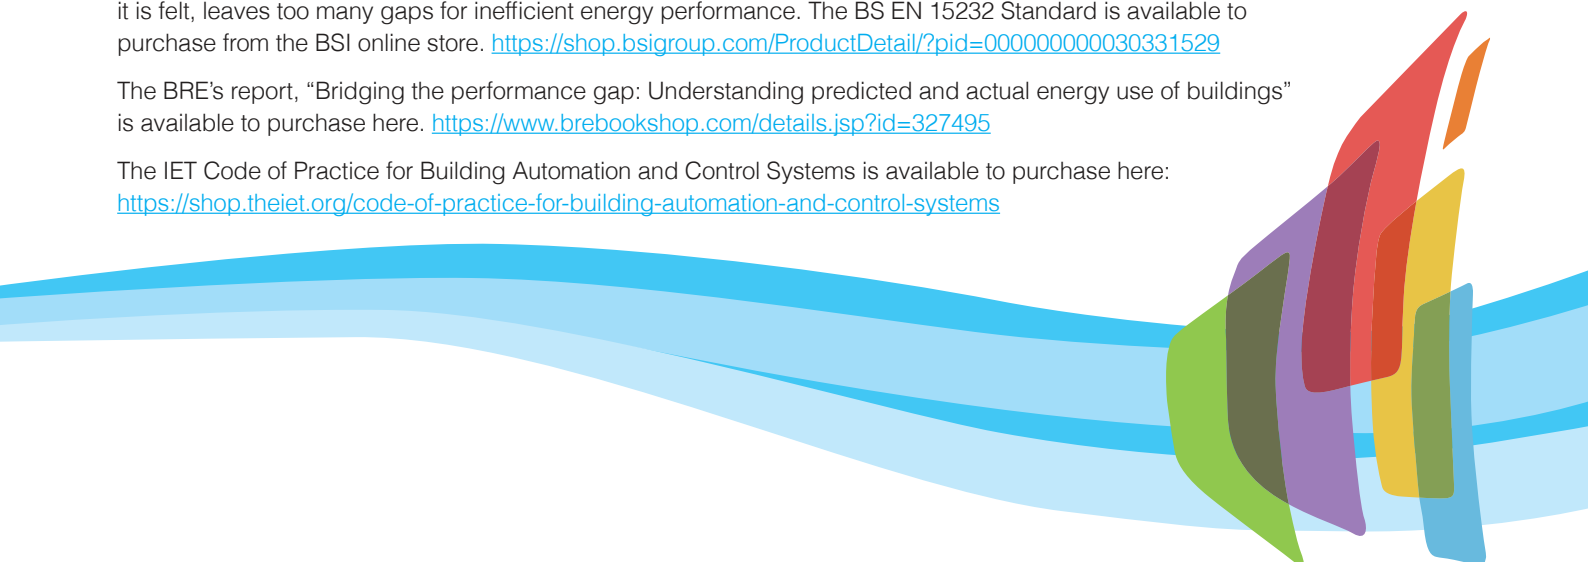 it is felt, leaves too many gaps for inefficient energy performance. The BS EN 15232 Standard is available to
purchase from the BSI online store. https://shop.bsigroup.com/ProductDetail/?pid=000000000030331529
The BRE’s report, “Bridging the performance gap: Understanding predicted and actual energy use of buildings”
is available to purchase here. https://www.brebookshop.com/details.jsp?id=327495
The IET Code of Practice for Building Automation and Control Systems is available to purchase here:
https://shop.theiet.org/code-of-practice-for-building-automation-and-control-systems